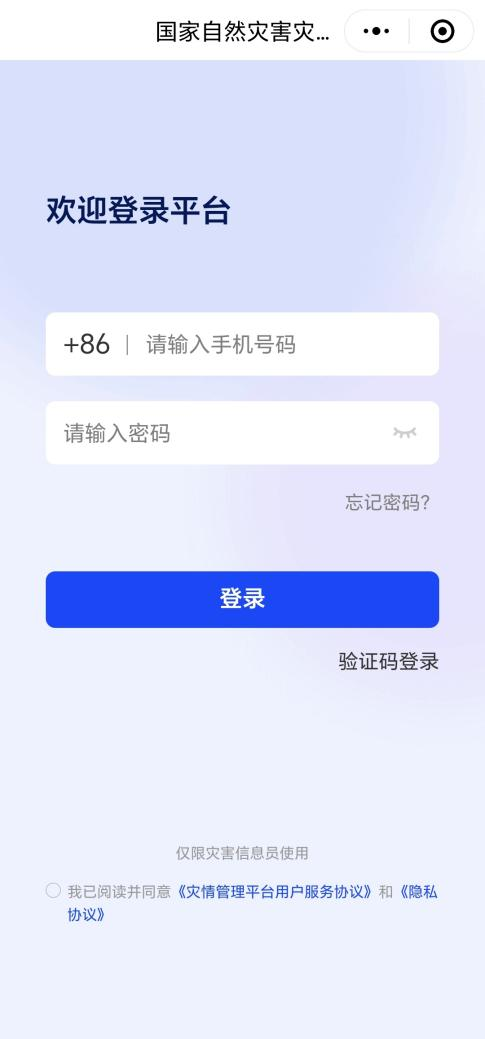 国家自然灾害灾...
欢迎登录平台
+86 请输入手机号码
请输入密码
忘记密码?
登录
验证码登录
仅限灾害信息员使用
我已阅读并同意《灾情管理平台用户服务协议》和《隐私
协议》